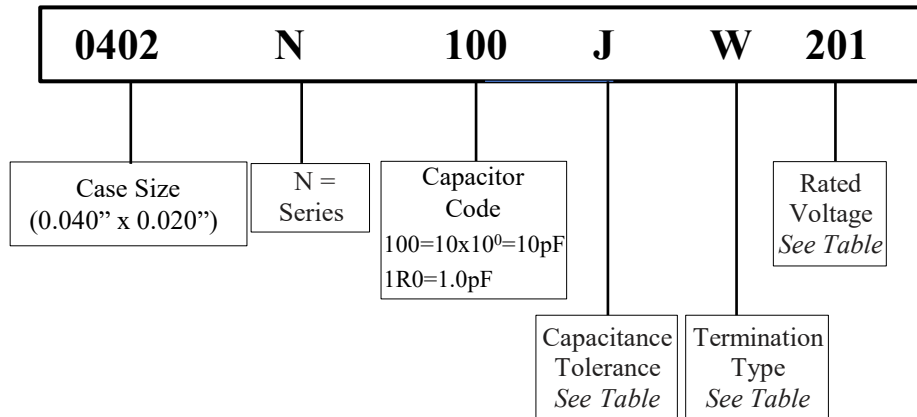 0402 N 100 J W 201
Case Size
(0.040” x 0.020”)
N =
Series
Capacitor
Code
100=10x10⁰=10pF
1R0=1.0pF
Rated
Voltage
See Table
Capacitance
Tolerance
See Table
Termination
Type
See Table